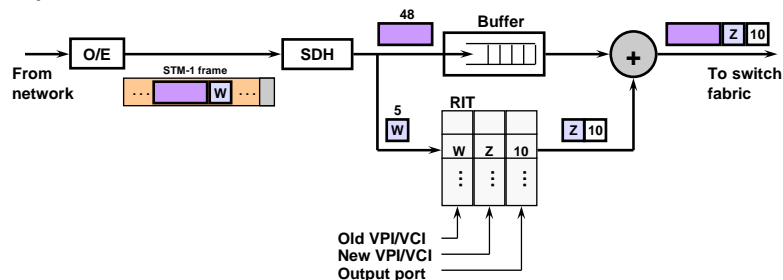 48
Buffer
O/E
SDH
+
Z 10
From
network
STM-1 frame
... W ...
To switch
fabric
5
W
RIT
W Z 10
⋮ ⋮ ⋮
Z 10
Old VPI/VCI
New VPI/VCI
Output port